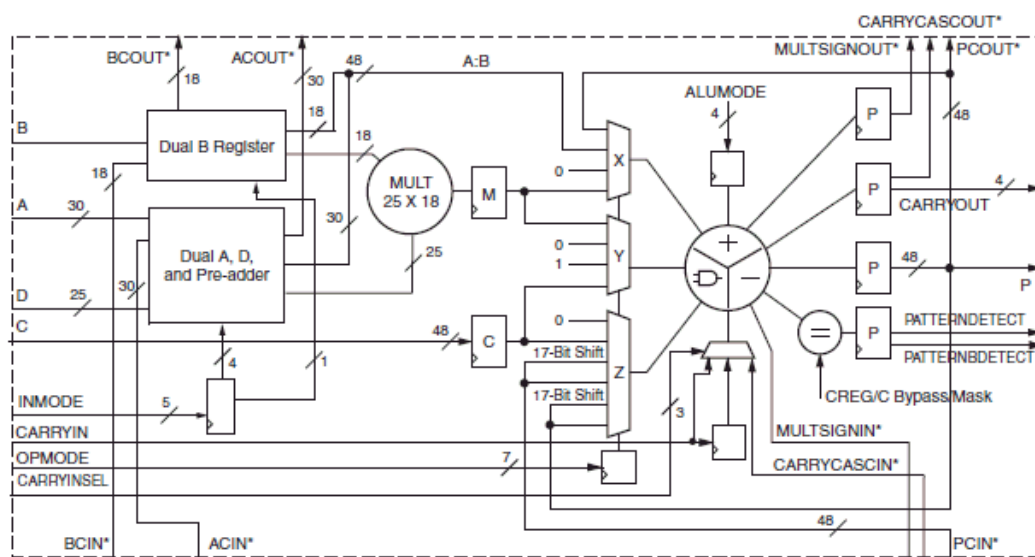 CARRYCASCOUT*
MULTSIGNOUT* PCOUT*
BCOUT* ACOUT*
18 30 48 A:B
ALUMODE
4
48
B
Dual B Register
18
18
18
X
0
P
MULT
25 X 18
M
P
4
CARRYOUT
A
30
Dual A, D,
and Pre-adder
30
25
0
1
Y
+
−
P
48
P
D
25
30
C
48
C
0
17-Bit Shift
17-Bit Shift
Z
=
P
PATTERNDETECT
PATTERNBDETECT
CREG/C Bypass/Mask
4
1
3
INMODE
5
CARRYIN
OPMODE
7
CARRYINSEL
MULTSIGNIN*
CARRYCASCIN*
48
BCIN* ACIN* PCIN*